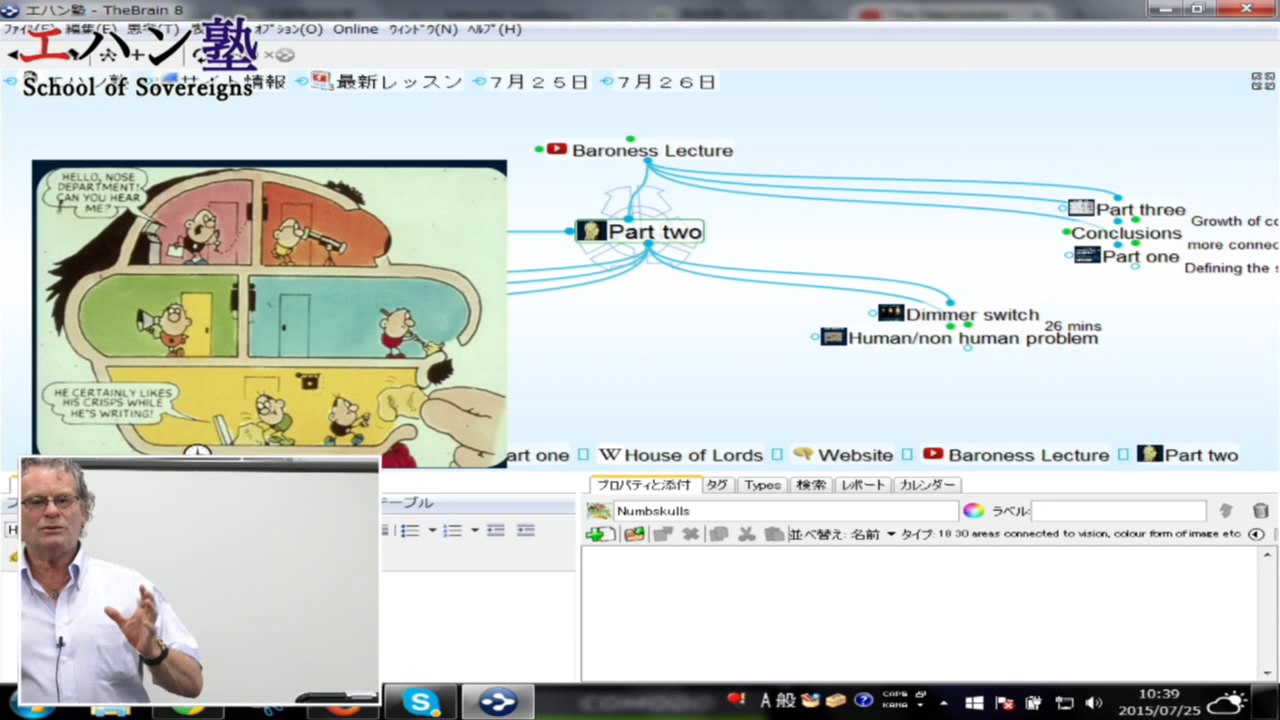 エハン塾 - TheBrain 8
オプション(O) Online ウィンドウ(N) ヘルプ(H)
エハン塾
School of Sovereigns
サイト情報 最新レッスン 7月25日 7月26日
HELLO, NOSE
DEPARTMENT!
CAN YOU HEAR
ME?
HE CERTAINLY LIKES
HIS CRISPS WHILE
HE'S WRITING!
Baroness Lecture
Part two
Part three
Growth of co
Conclusions
more connec
Part one
Defining the s
Dimmer switch
26 mins
Human/non human problem
art one House of Lords Website Baroness Lecture Part two
テーブル
プロパティと添付 タグ Types 検索 レポート カレンダー
Numbskulls ラベル:
並べ替え: 名前 タイプ: 18 30 areas connected to vision, colour form of image etc
A 般 CAPS
KANA
10:39
2015/07/25